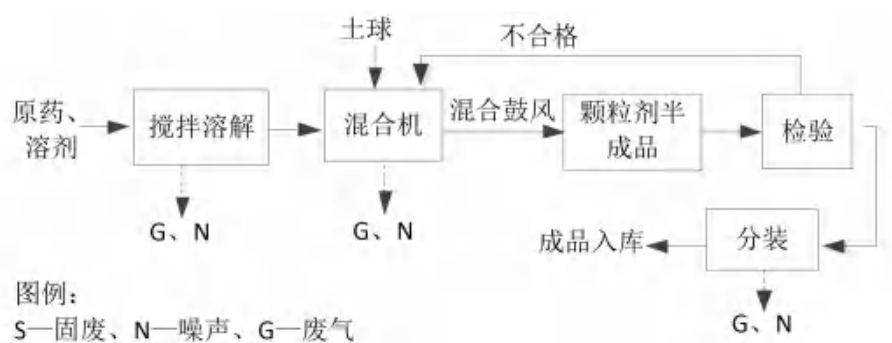 土球
不合格
原药、
溶剂
搅拌溶解
混合机
混合鼓风
颗粒剂半
成品
检验
G、N
G、N
成品入库
分装
G、N
图例：
S—固废、N—噪声、G—废气